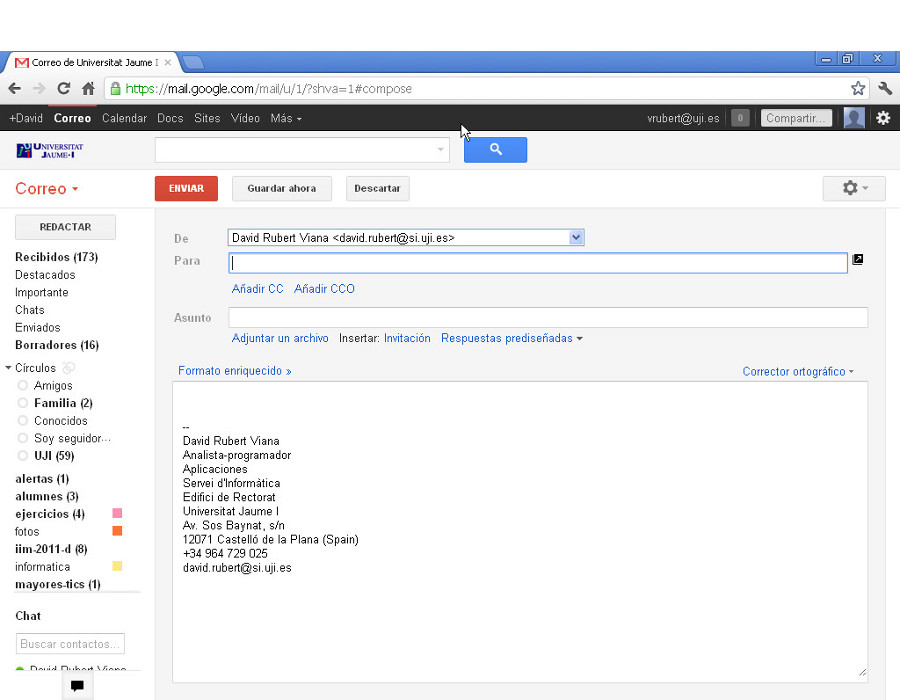 Correo de Universitat Jaume I
https://mail.google.com/mail/u/1/?shva=1#compose
+David Correo Calendar Docs Sites Vídeo Más vrubert@uji.es 0 Compartir...
UNIVERSITAT
JAUME·I
Correo ENVIAR Guardar ahora Descartar
REDACTAR
Recibidos (173)
Destacados
Importante
Chats
Enviados
Borradores (16)
Círculos
Amigos
Familia (2)
Conocidos
Soy seguidor...
UJI (59)
alertas (1)
alumnes (3)
ejercicios (4)
fotos
iim-2011-d (8)
informatica
mayores-tics (1)
Chat
Buscar contactos...
David Rubert Viana
De David Rubert Viana <david.rubert@si.uji.es>
Para
Añadir CC Añadir CCO
Asunto
Adjuntar un archivo Insertar: Invitación Respuestas prediseñadas
Formato enriquecido » Corrector ortográfico
--
David Rubert Viana
Analista-programador
Aplicaciones
Servei d'Informàtica
Edifici de Rectorat
Universitat Jaume I
Av. Sos Baynat, s/n
12071 Castelló de la Plana (Spain)
+34 964 729 025
david.rubert@si.uji.es